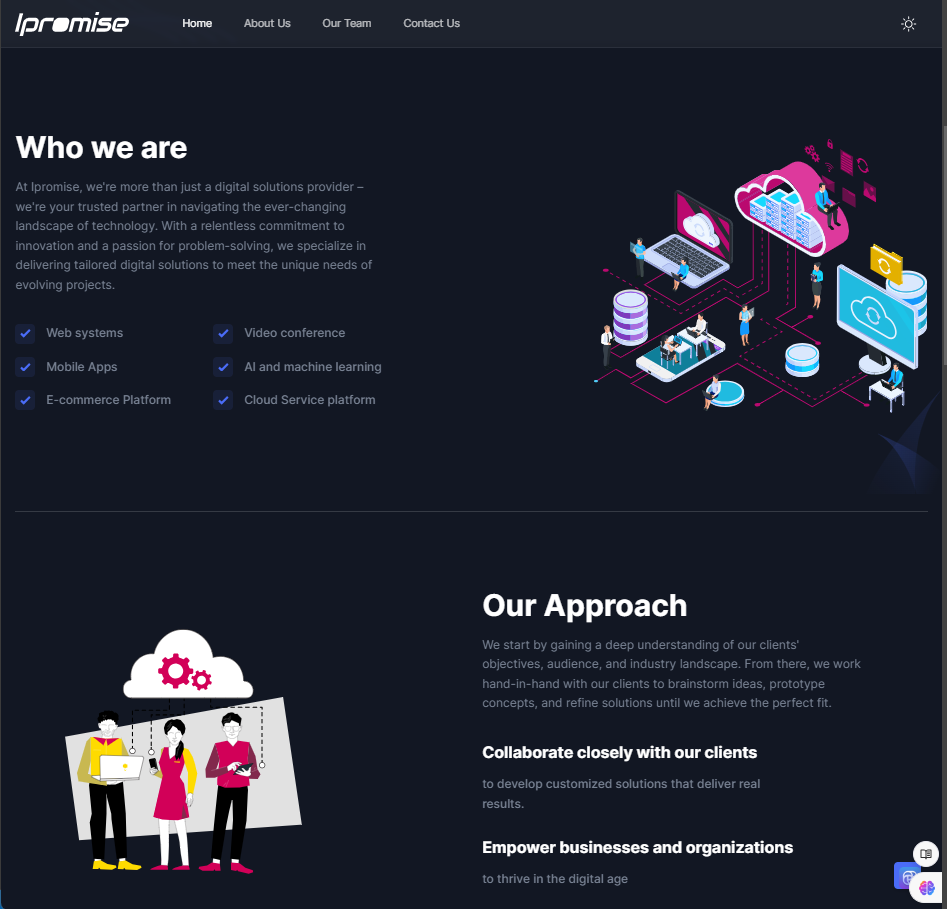 Ipromise
Home
About Us
Our Team
Contact Us
Who we are
At Ipromise, we're more than just a digital solutions provider –
we're your trusted partner in navigating the ever-changing
landscape of technology. With a relentless commitment to
innovation and a passion for problem-solving, we specialize in
delivering tailored digital solutions to meet the unique needs of
evolving projects.
Web systems
Video conference
Mobile Apps
AI and machine learning
E-commerce Platform
Cloud Service platform
Our Approach
We start by gaining a deep understanding of our clients'
objectives, audience, and industry landscape. From there, we work
hand-in-hand with our clients to brainstorm ideas, prototype
concepts, and refine solutions until we achieve the perfect fit.
Collaborate closely with our clients
to develop customized solutions that deliver real
results.
Empower businesses and organizations
to thrive in the digital age